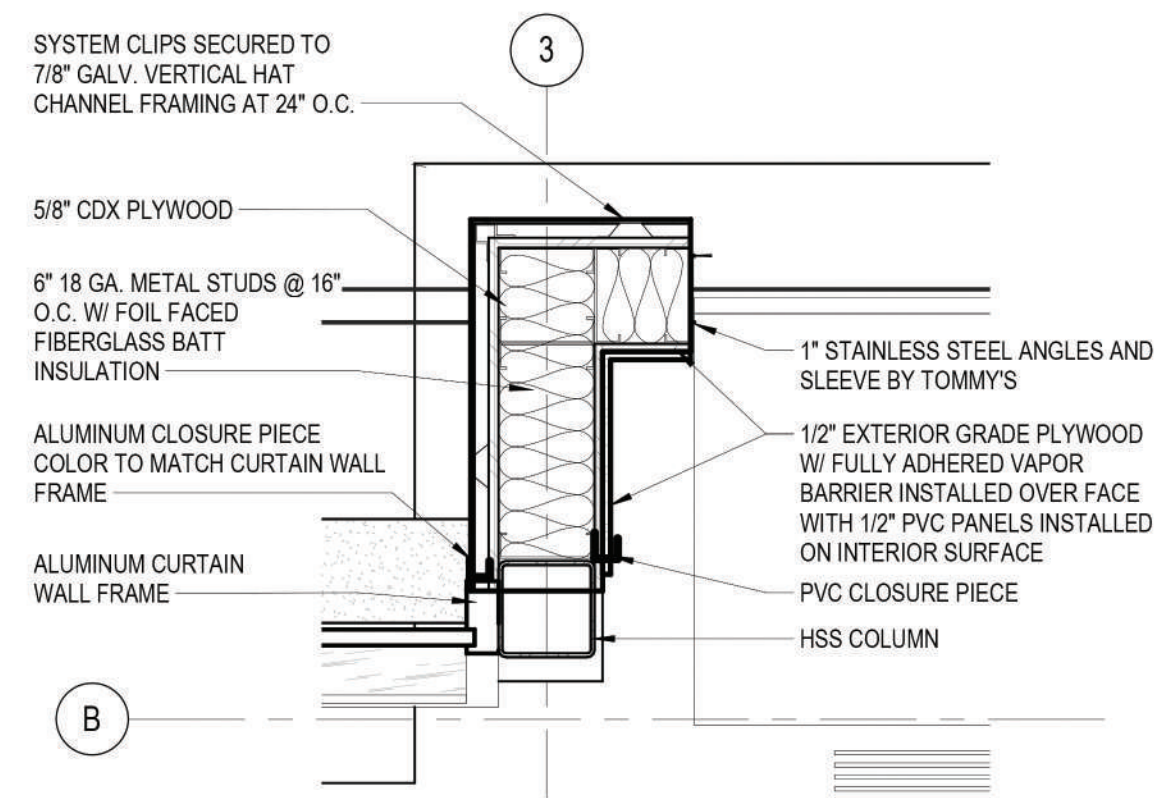 3
SYSTEM CLIPS SECURED TO
7/8" GALV. VERTICAL HAT
CHANNEL FRAMING AT 24" O.C.
5/8" CDX PLYWOOD
6" 18 GA. METAL STUDS @ 16"
O.C. W/ FOIL FACED
FIBERGLASS BATT
INSULATION
ALUMINUM CLOSURE PIECE
COLOR TO MATCH CURTAIN WALL
FRAME
ALUMINUM CURTAIN
WALL FRAME
B
1" STAINLESS STEEL ANGLES AND
SLEEVE BY TOMMY'S
1/2" EXTERIOR GRADE PLYWOOD
W/ FULLY ADHERED VAPOR
BARRIER INSTALLED OVER FACE
WITH 1/2" PVC PANELS INSTALLED
ON INTERIOR SURFACE
PVC CLOSURE PIECE
HSS COLUMN